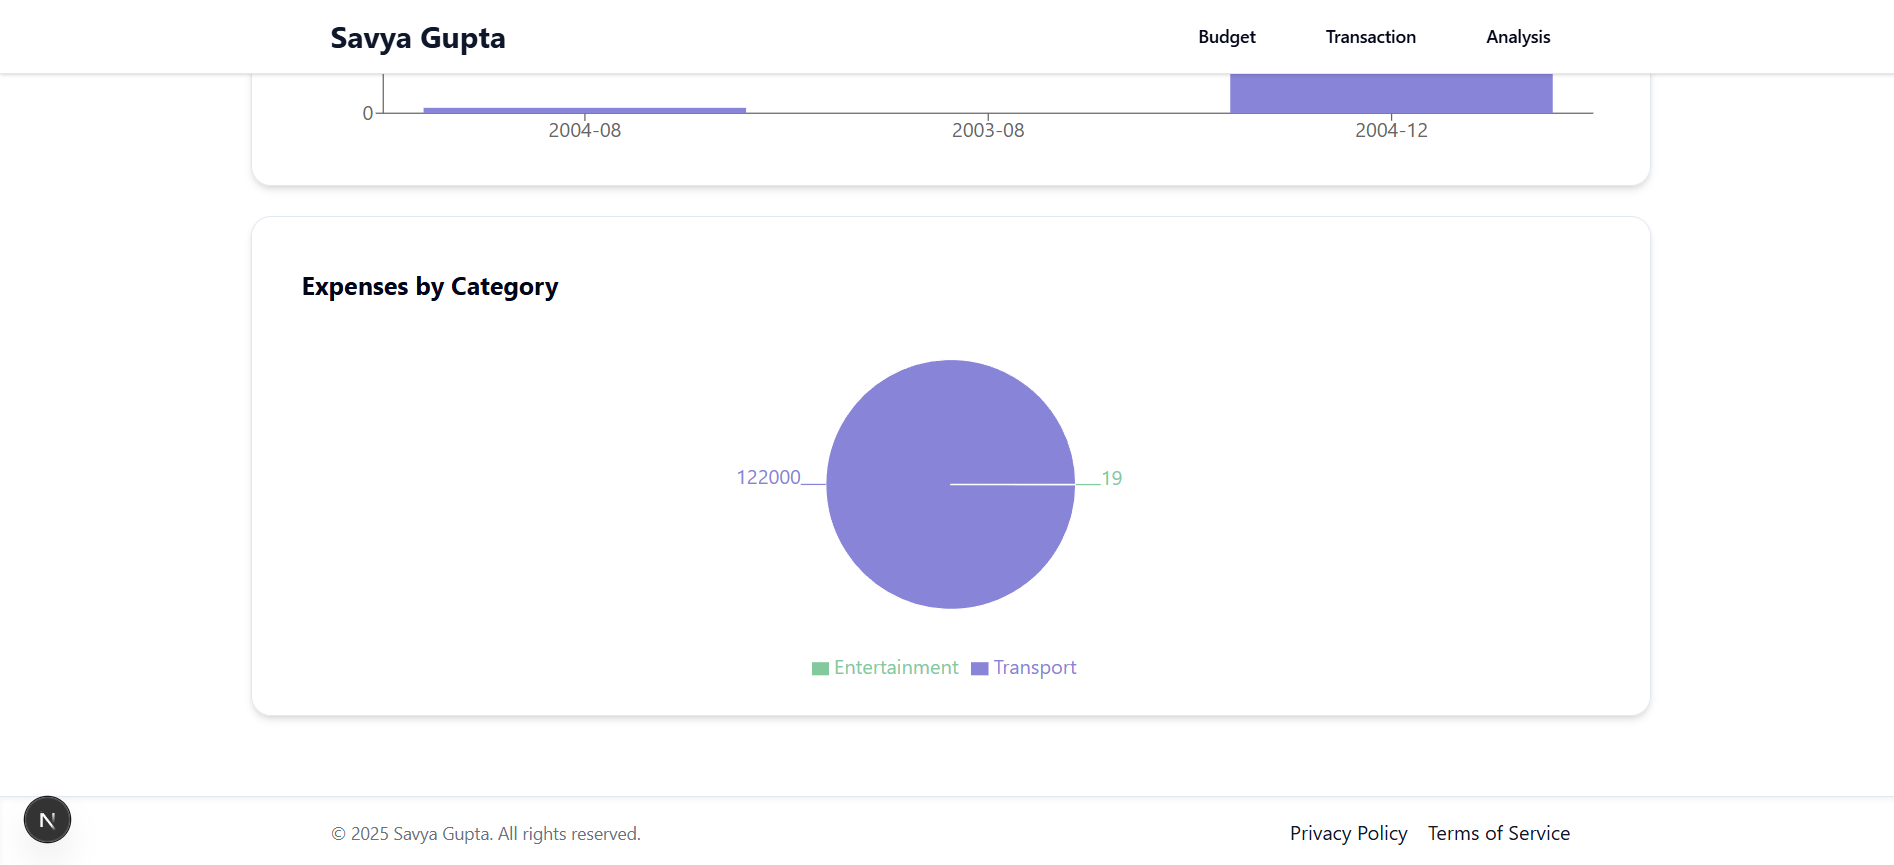 Savya Gupta
Budget Transaction Analysis
0
2004-08 2003-08 2004-12
Expenses by Category
122000 19
Entertainment Transport
N
© 2025 Savya Gupta. All rights reserved.
Privacy Policy Terms of Service